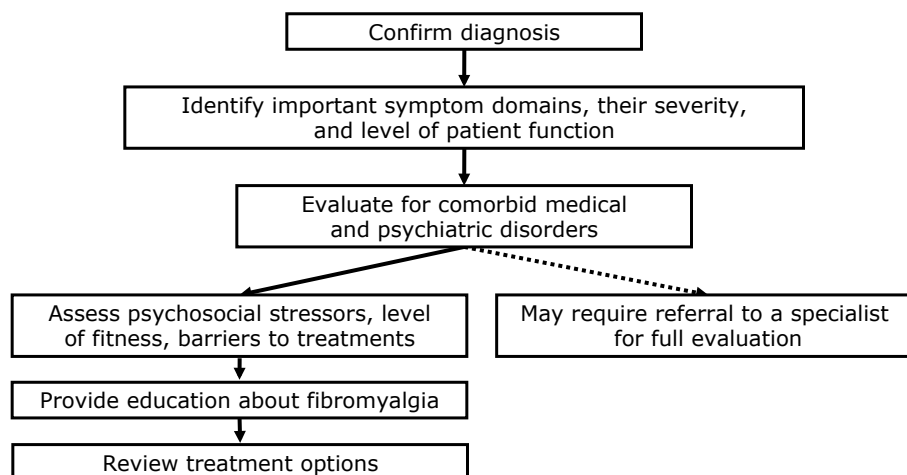 Confirm diagnosis
Identify important symptom domains, their severity,
and level of patient function
Evaluate for comorbid medical
and psychiatric disorders
Assess psychosocial stressors, level
of fitness, barriers to treatments
May require referral to a specialist
for full evaluation
Provide education about fibromyalgia
Review treatment options